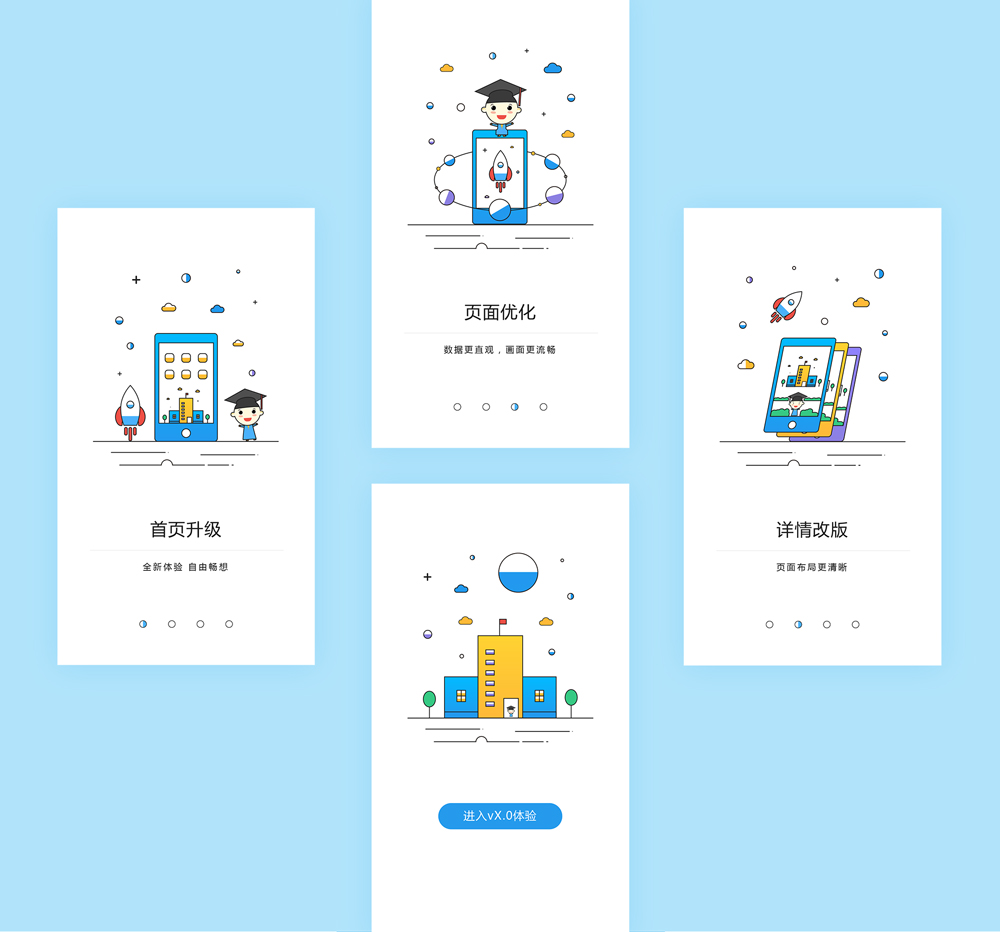 首页升级
全新体验 自由畅想
页面优化
数据更直观，画面更流畅
进入vX.0体验
详情改版
页面布局更清晰